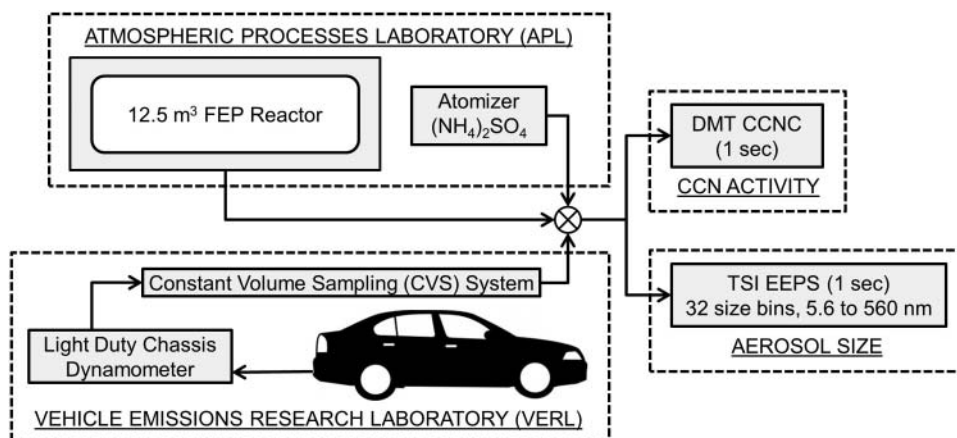 ATMOSPHERIC PROCESSES LABORATORY (APL)
12.5 m³ FEP Reactor
Atomizer
(NH₄)₂SO₄
DMT CCNC
(1 sec)
CCN ACTIVITY
Constant Volume Sampling (CVS) System
TSI EEPS (1 sec)
32 size bins, 5.6 to 560 nm
AEROSOL SIZE
Light Duty Chassis
Dynamometer
VEHICLE EMISSIONS RESEARCH LABORATORY (VERL)